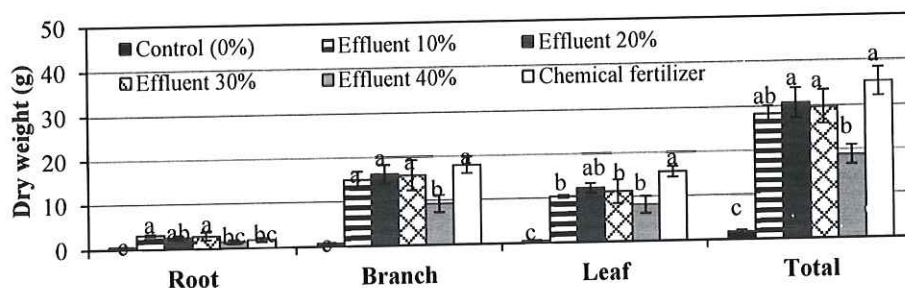 Dry weight (g)
50
40
30
20
10
0
Control (0%) Effluent 10% Effluent 20%
Effluent 30% Effluent 40% Chemical fertilizer
c a ab a bc bc
c a a a b a
c b ab b b a
c ab a a b a
Root Branch Leaf Total